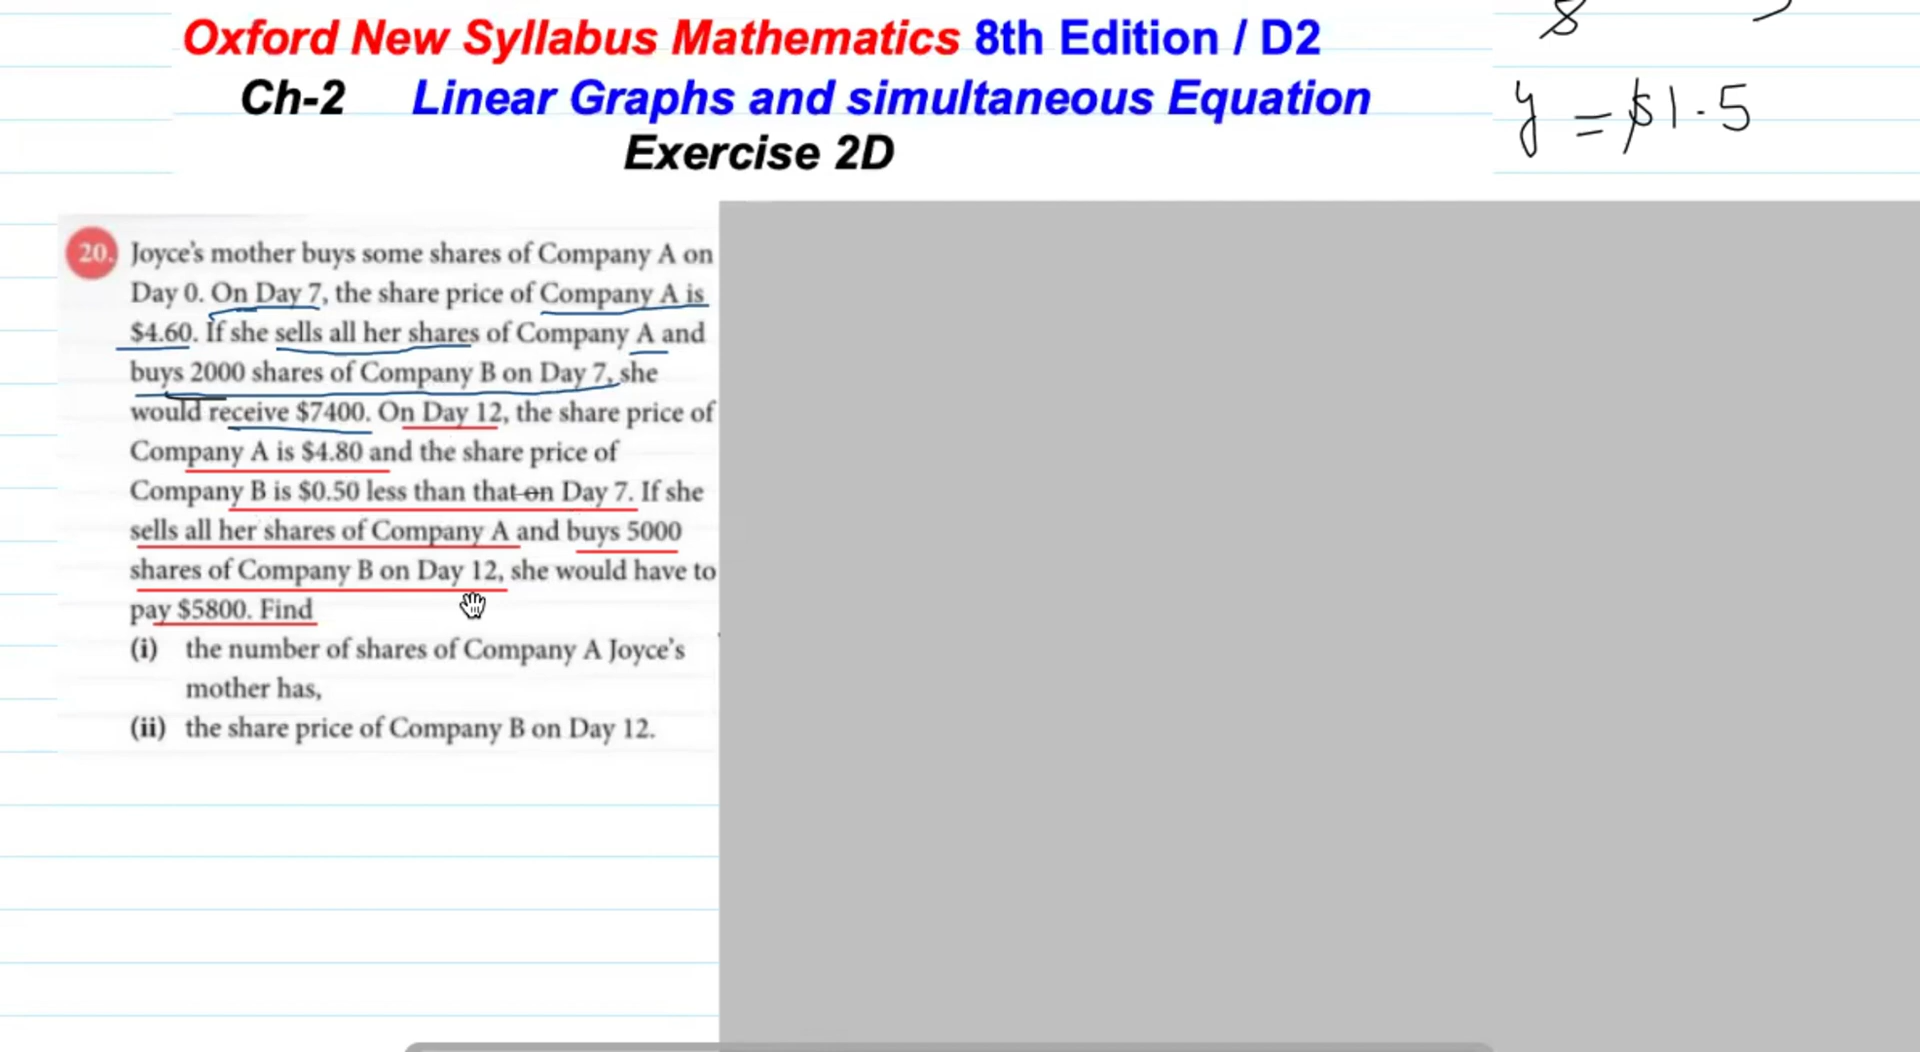 Oxford New Syllabus Mathematics 8th Edition / D2
Ch-2 Linear Graphs and simultaneous Equation
Exercise 2D
8
y = $1.5
20. Joyce's mother buys some shares of Company A on
Day 0. On Day 7, the share price of Company A is
$4.60. If she sells all her shares of Company A and
buys 2000 shares of Company B on Day 7, she
would receive $7400. On Day 12, the share price of
Company A is $4.80 and the share price of
Company B is $0.50 less than that on Day 7. If she
sells all her shares of Company A and buys 5000
shares of Company B on Day 12, she would have to
pay $5800. Find
(i) the number of shares of Company A Joyce's
mother has,
(ii) the share price of Company B on Day 12.